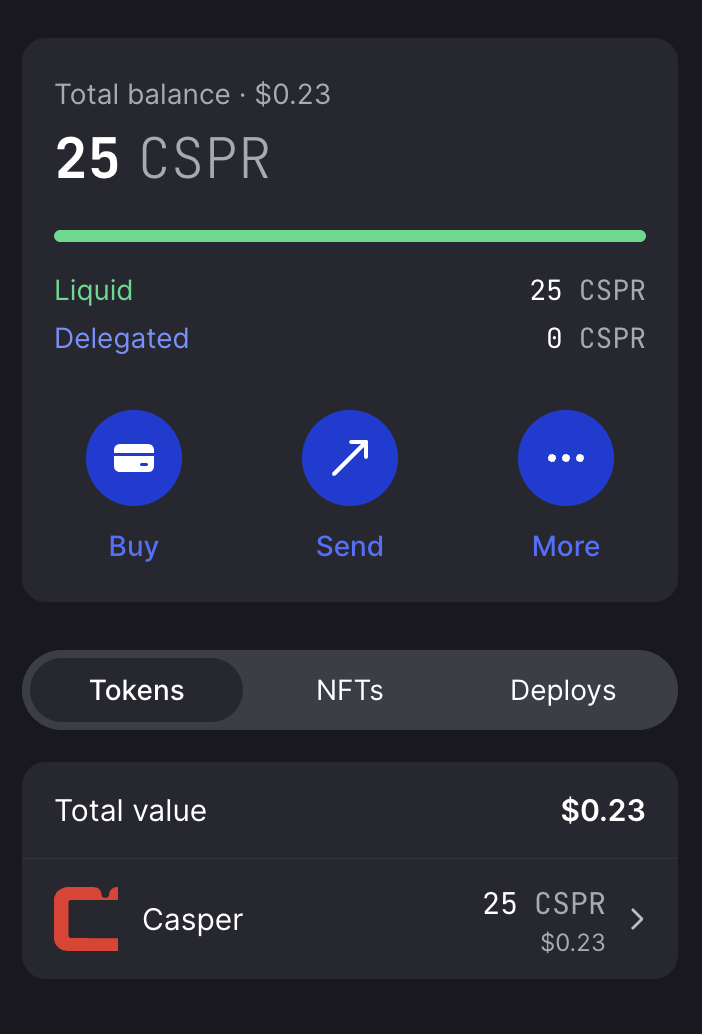 Total balance · $0.23
25 CSPR
Liquid 25 CSPR
Delegated 0 CSPR
Buy Send More
Tokens NFTs Deploys
Total value $0.23
Casper 25 CSPR
$0.23